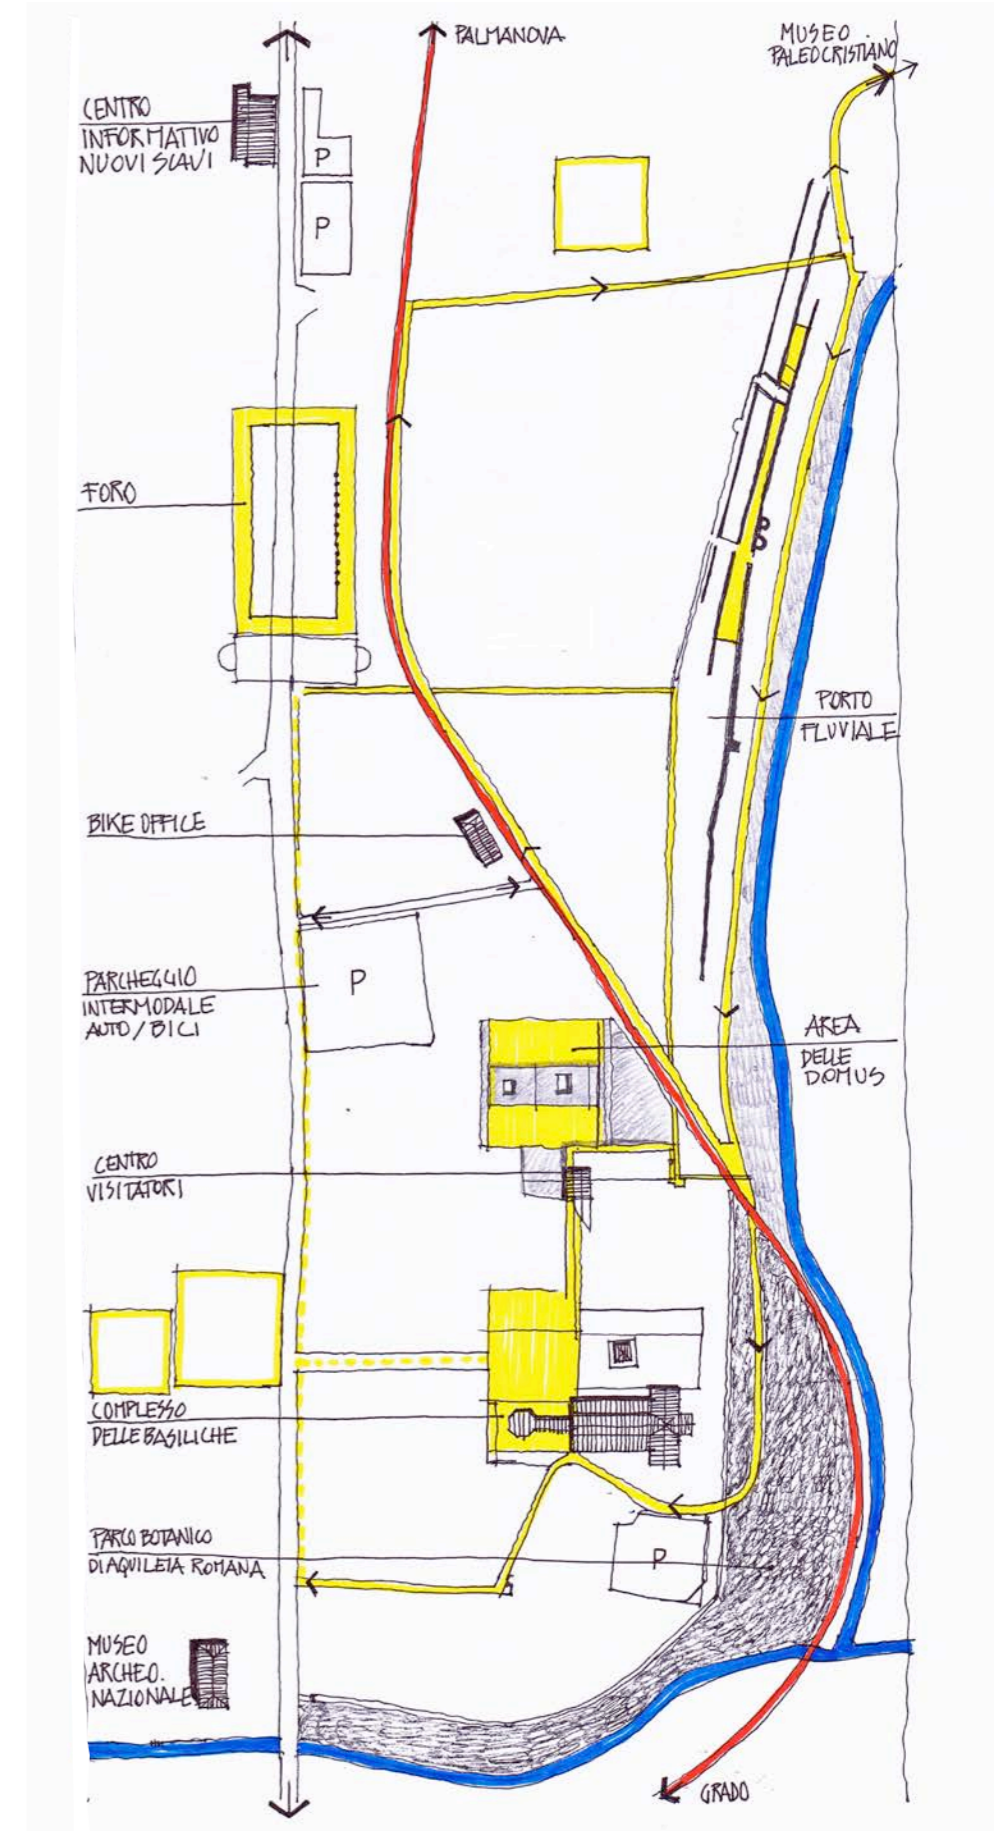 PALMANOVA
MUSEO
PALEOCRISTIANO
CENTRO
INFORMATIVO
NUOVI SCAVI
P
P
FORO
PORTO
FLUVIALE
BIKE OFFICE
PARCHEGGIO
INTERMODALE
AUTO/BICI
P
AREA
DELLE
DOMUS
CENTRO
VISITATORI
COMPLESSO
DELLE BASILICHE
PARCO BOTANICO
DI AQUILEIA ROMANA
P
MUSEO
ARCHEO.
NAZIONALE
GRADO